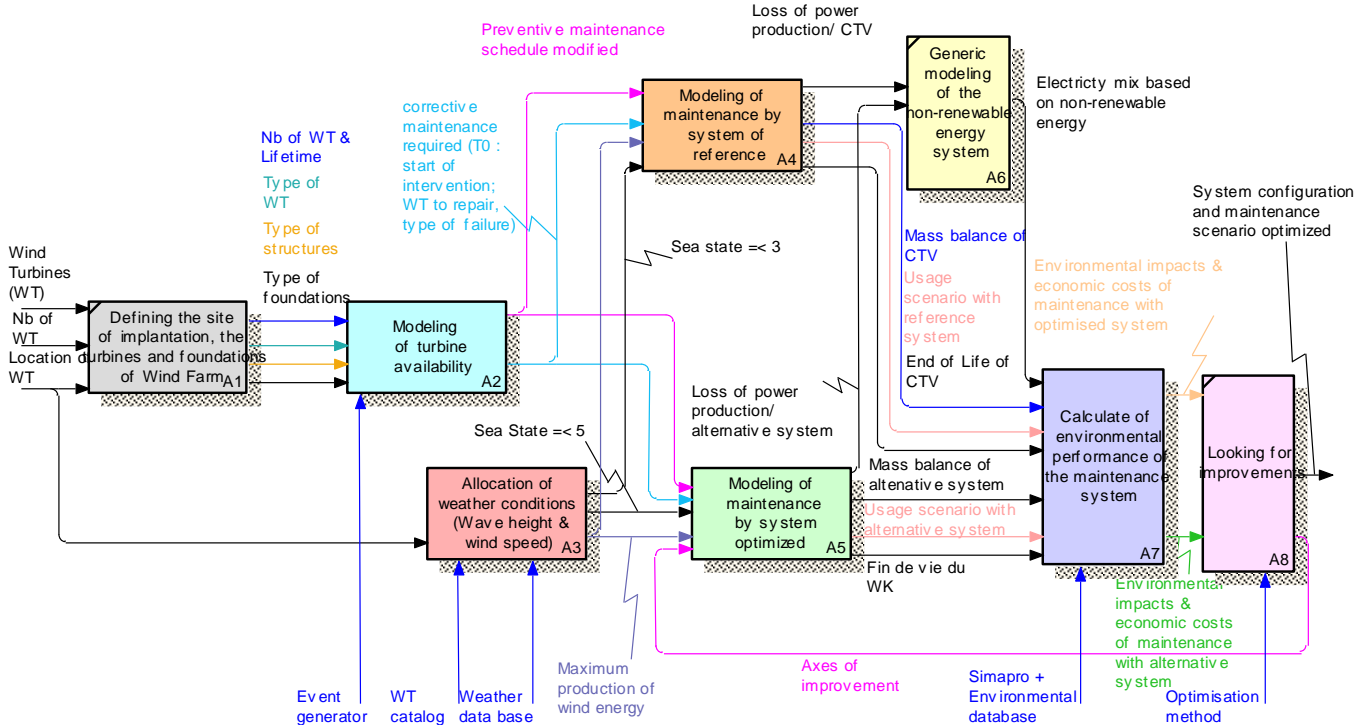 Loss of power
production/ CTV
Preventive maintenance
schedule modified
Generic
modeling
of the
non-renewable
energy
system
A6
Electricty mix based
on non-renewable
energy
Modeling of
maintenance by
system of
reference
A4
corrective
maintenance
required (T0 :
start of
intervention;
WT to repair,
type of failure)
Nb of WT &
Lifetime
Type of
WT
Type of
structures
Type of
foundations
System configuration
and maintenance
scenario optimized
Sea state =< 3
Mass balance of
CTV
Usage
scenario with
reference
system
End of Life of
CTV
Environmental impacts &
economic costs of
maintenance with
optimised system
Wind
Turbines
(WT)
Nb of
WT
Location o
WT
Defining the site
of implantation, the
turbines and foundations
of Wind Farm
A1
Modeling
of turbine
availability
A2
Loss of power
production/
alternative system
Sea State =< 5
Calculate of
environmental
performance of
the maintenance
system
A7
Looking for
improvements
A8
Allocation of
weather conditions
(Wave height &
wind speed)
A3
Modeling of
maintenance
by system
optimized
A5
Mass balance of
altenative system
Usage scenario with
alternative system
Fin de vie du
WK
Environmental
impacts &
economic costs
of maintenance
with alternative
system
Maximum
production of
wind energy
Axes of
improvement
Event
generator
WT
catalog
Weather
data base
Simapro +
Environmental
database
Optimisation
method